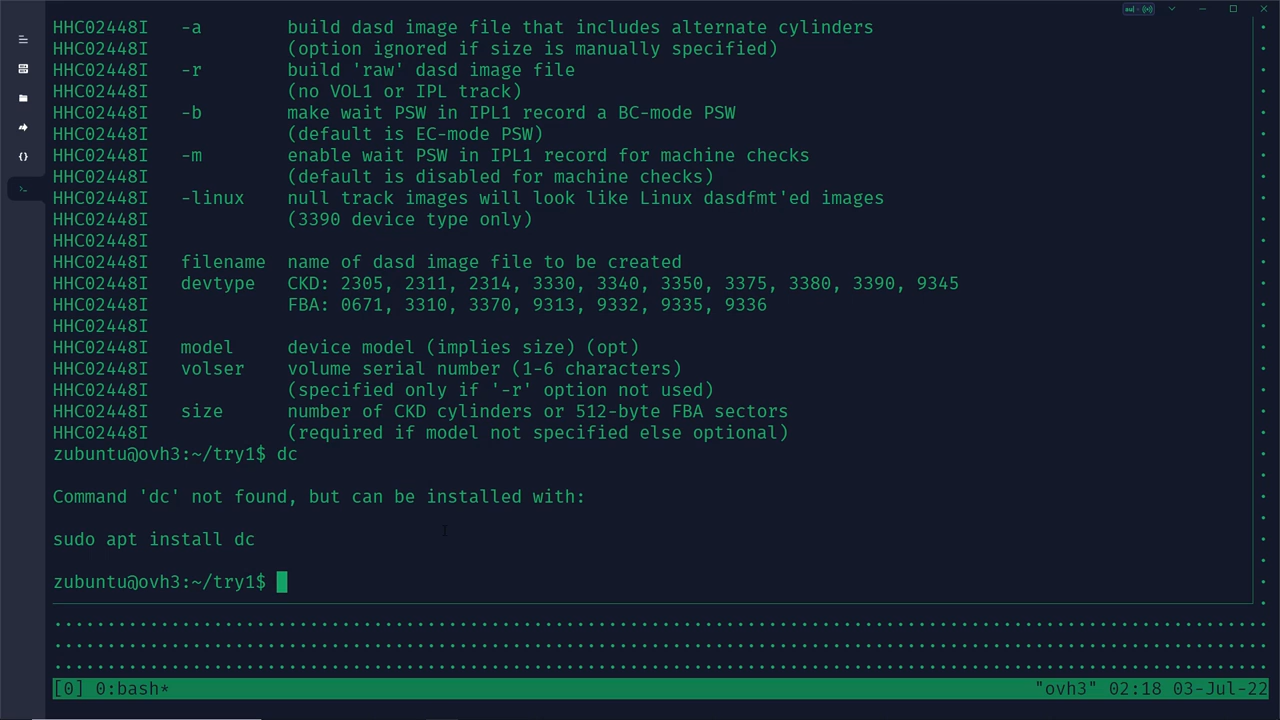 HHC02448I   -a        build dasd image file that includes alternate cylinders
HHC02448I             (option ignored if size is manually specified)
HHC02448I   -r        build 'raw' dasd image file
HHC02448I             (no VOL1 or IPL track)
HHC02448I   -b        make wait PSW in IPL1 record a BC-mode PSW
HHC02448I             (default is EC-mode PSW)
HHC02448I   -m        enable wait PSW in IPL1 record for machine checks
HHC02448I             (default is disabled for machine checks)
HHC02448I   -linux    null track images will look like Linux dasdfmt'ed images
HHC02448I             (3390 device type only)
HHC02448I
HHC02448I   filename  name of dasd image file to be created
HHC02448I   devtype   CKD: 2305, 2311, 2314, 3330, 3340, 3350, 3375, 3380, 3390, 9345
HHC02448I             FBA: 0671, 3310, 3370, 9313, 9332, 9335, 9336
HHC02448I
HHC02448I   model     device model (implies size) (opt)
HHC02448I   volser    volume serial number (1-6 characters)
HHC02448I             (specified only if '-r' option not used)
HHC02448I   size      number of CKD cylinders or 512-byte FBA sectors
HHC02448I             (required if model not specified else optional)
zubuntu@ovh3:~/try1$ dc
Command 'dc' not found, but can be installed with:
sudo apt install dc
zubuntu@ovh3:~/try1$
[0] 0:bash* "ovh3" 02:18 03-Jul-22